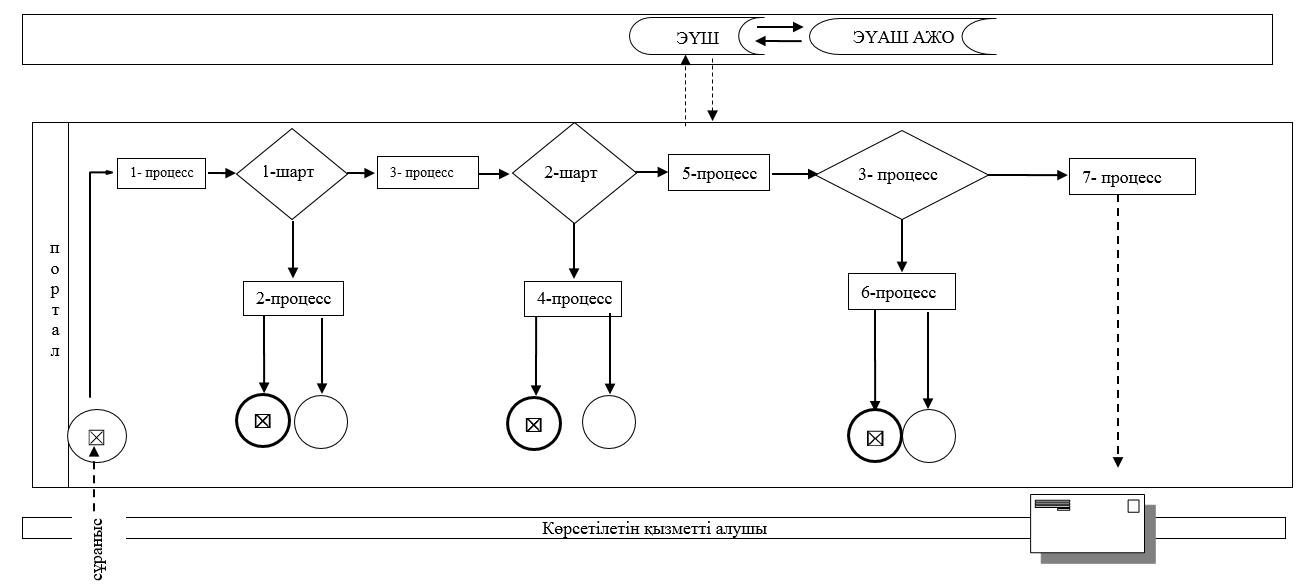 ЭҮШ
ЭҮАШ АЖО
1- процесс
1-шарт
3- процесс
2-шарт
5-процесс
3- процесс
7- процесс
2-процесс
4-процесс
6-процесс
портал
сұраныс
Көрсетілетін қызметті алушы